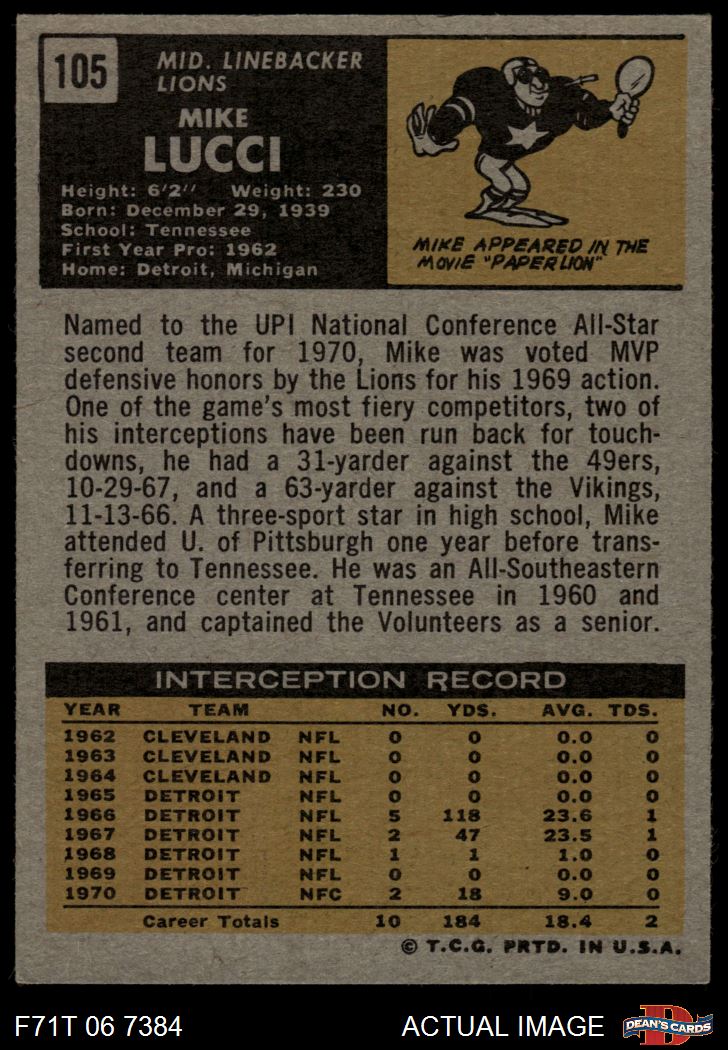 105
MID. LINEBACKER
LIONS
MIKE
LUCCI
Height: 6'2'' Weight: 230
Born: December 29, 1939
School: Tennessee
First Year Pro: 1962
Home: Detroit, Michigan
MIKE APPEARED IN THE
MOVIE "PAPER LION"
Named to the UPI National Conference All-Star
second team for 1970, Mike was voted MVP
defensive honors by the Lions for his 1969 action.
One of the game's most fiery competitors, two of
his interceptions have been run back for touch-
downs, he had a 31-yarder against the 49ers,
10-29-67, and a 63-yarder against the Vikings,
11-13-66. A three-sport star in high school, Mike
attended U. of Pittsburgh one year before trans-
ferring to Tennessee. He was an All-Southeastern
Conference center at Tennessee in 1960 and
1961, and captained the Volunteers as a senior.
INTERCEPTION RECORD
YEAR TEAM NO. YDS. AVG. TDS.
1962 CLEVELAND NFL 0 0 0.0 0
1963 CLEVELAND NFL 0 0 0.0 0
1964 CLEVELAND NFL 0 0 0.0 0
1965 DETROIT NFL 0 0 0.0 0
1966 DETROIT NFL 5 118 23.6 1
1967 DETROIT NFL 2 47 23.5 1
1968 DETROIT NFL 1 1 1.0 0
1969 DETROIT NFL 0 0 0.0 0
1970 DETROIT NFC 2 18 9.0 0
Career Totals 10 184 18.4 2
© T.C.G. PRTD. IN U.S.A.
F71T 06 7384 ACTUAL IMAGE
D
DEAN'S CARDS